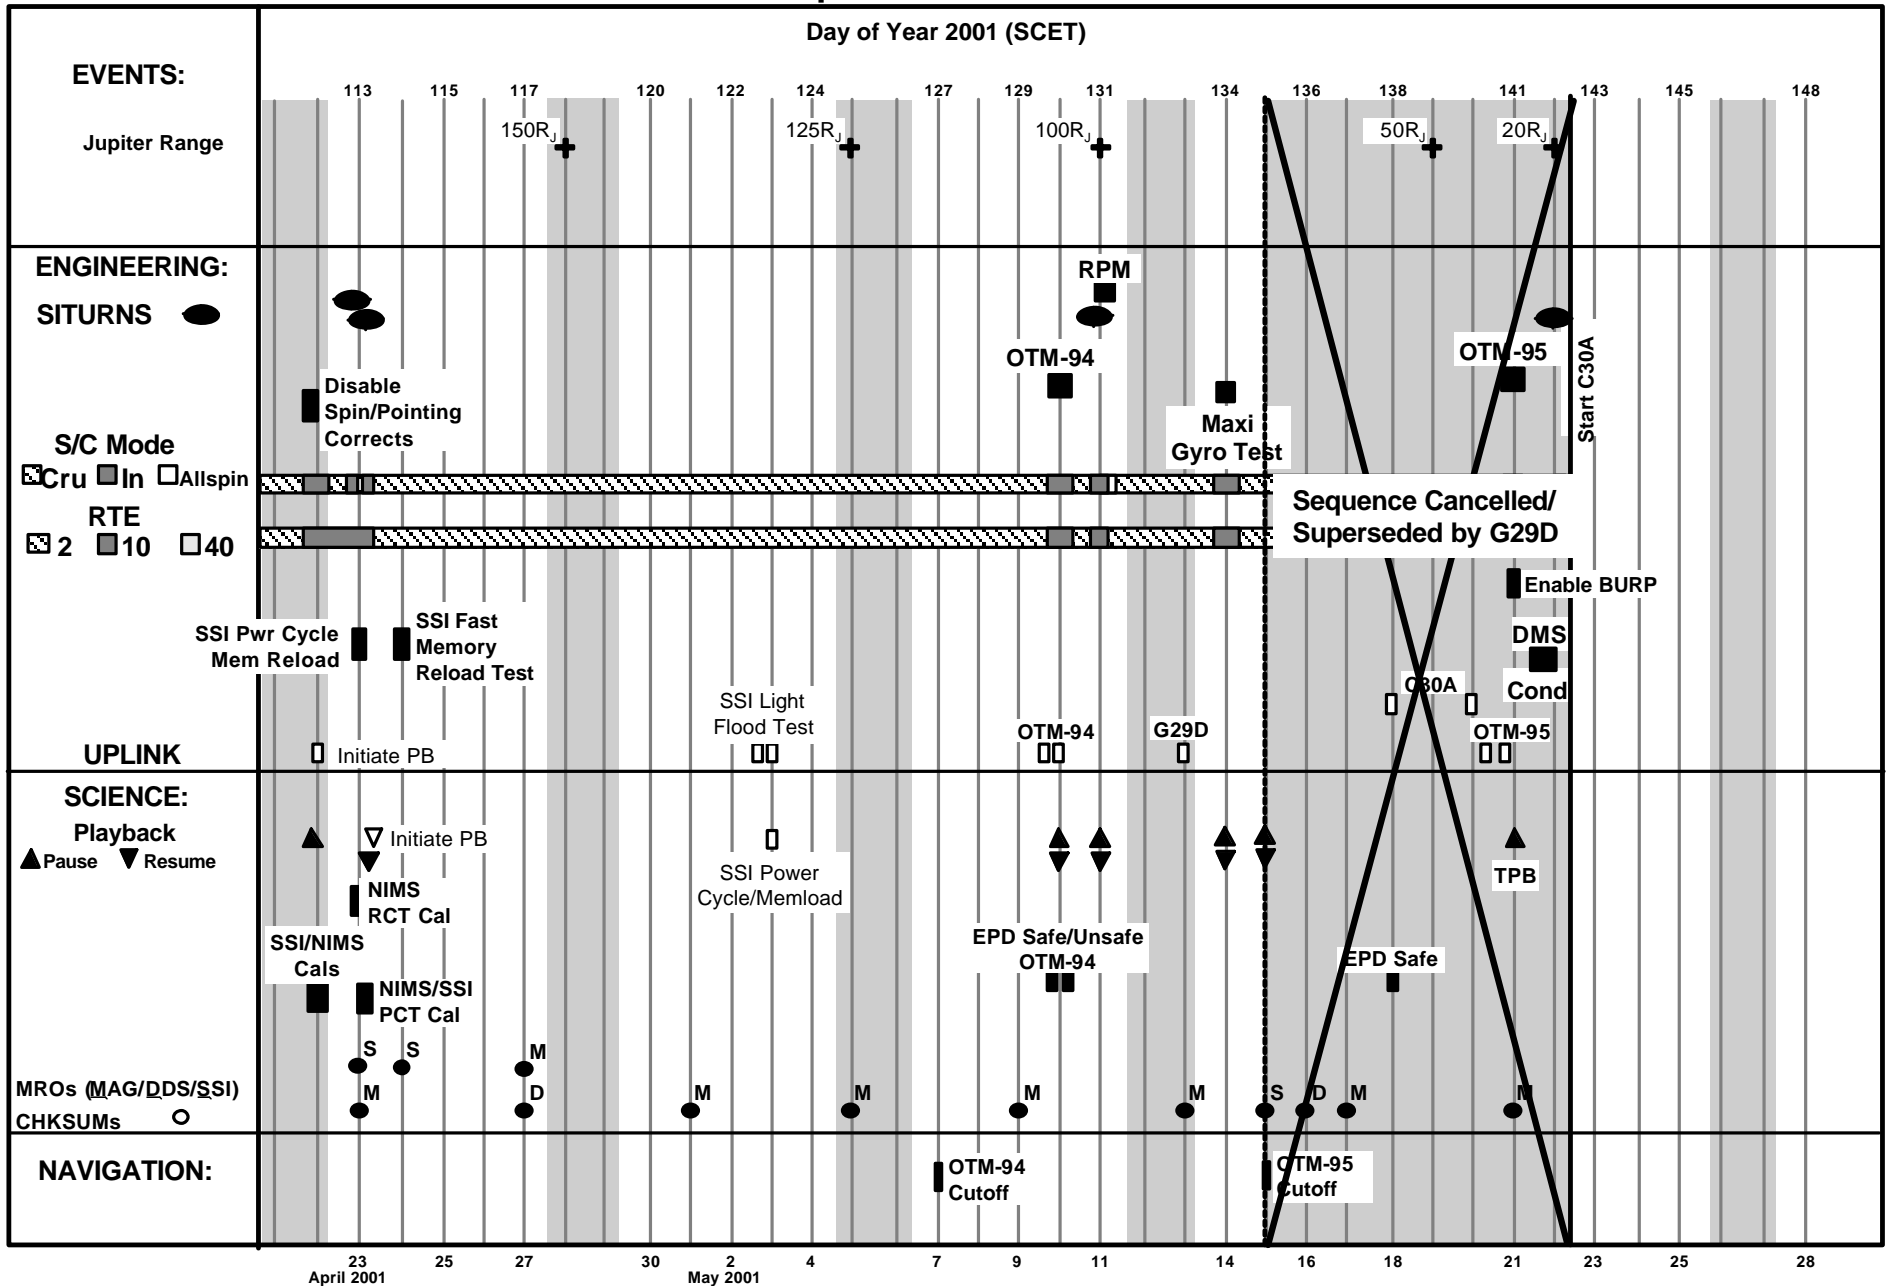 Day of Year 2001 (SCET)
EVENTS:
113 115 117 120 122 124 127 129 131 134 136 138 141 143 145 148
Jupiter Range
150RJ 125RJ 100RJ 50RJ 20RJ
ENGINEERING:
SITURNS
RPM
OTM-94
OTM-95
Start C30A
Disable
Spin/Pointing
Corrects
Maxi
Gyro Test
S/C Mode
Cru In Allspin
RTE
2 10 40
Sequence Cancelled/
Superseded by G29D
Enable BURP
SSI Pwr Cycle
Mem Reload
SSI Fast
Memory
Reload Test
DMS
Cond
C30A
SSI Light
Flood Test
OTM-94
G29D
OTM-95
UPLINK
Initiate PB
SCIENCE:
Playback
Pause Resume
Initiate PB
SSI Power
Cycle/Memload
TPB
NIMS
RCT Cal
SSI/NIMS
Cals
EPD Safe/Unsafe
OTM-94
EPD Safe
NIMS/SSI
PCT Cal
S S M
MROs (MAG/DDS/SSI)
M D M M M M S D M M
CHKSUMs
NAVIGATION:
OTM-94
Cutoff
OTM-95
Cutoff
23 25 27 30 2 4 7 9 11 14 16 18 21 23 25 28
April 2001 May 2001